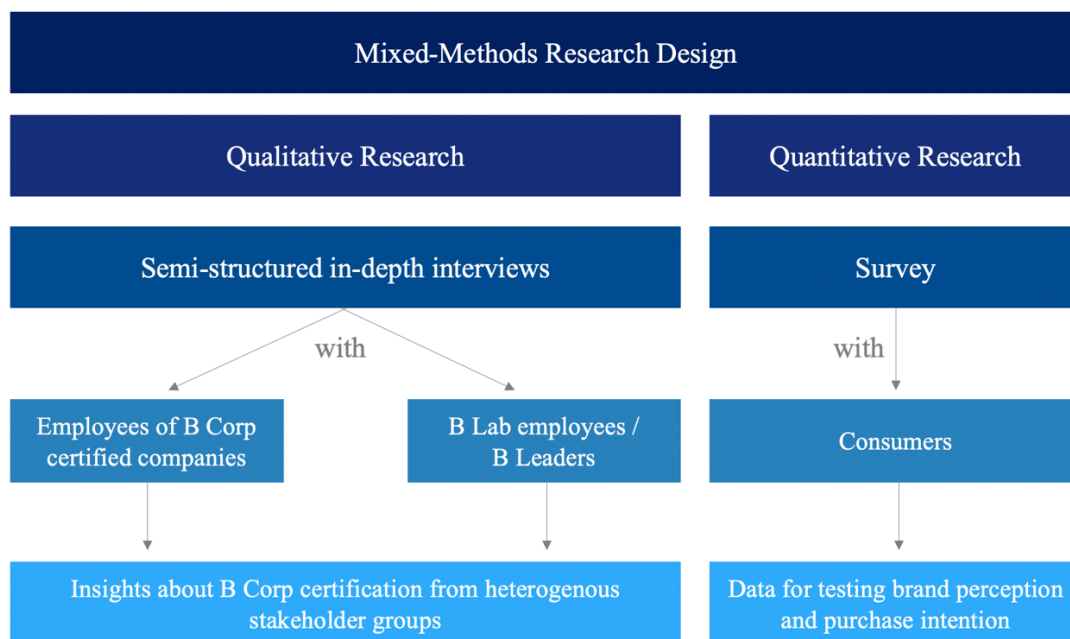 Mixed-Methods Research Design
Qualitative Research
Quantitative Research
Semi-structured in-depth interviews
Survey
with
with
Employees of B Corp
certified companies
B Lab employees /
B Leaders
Consumers
Insights about B Corp certification from heterogenous
stakeholder groups
Data for testing brand perception
and purchase intention